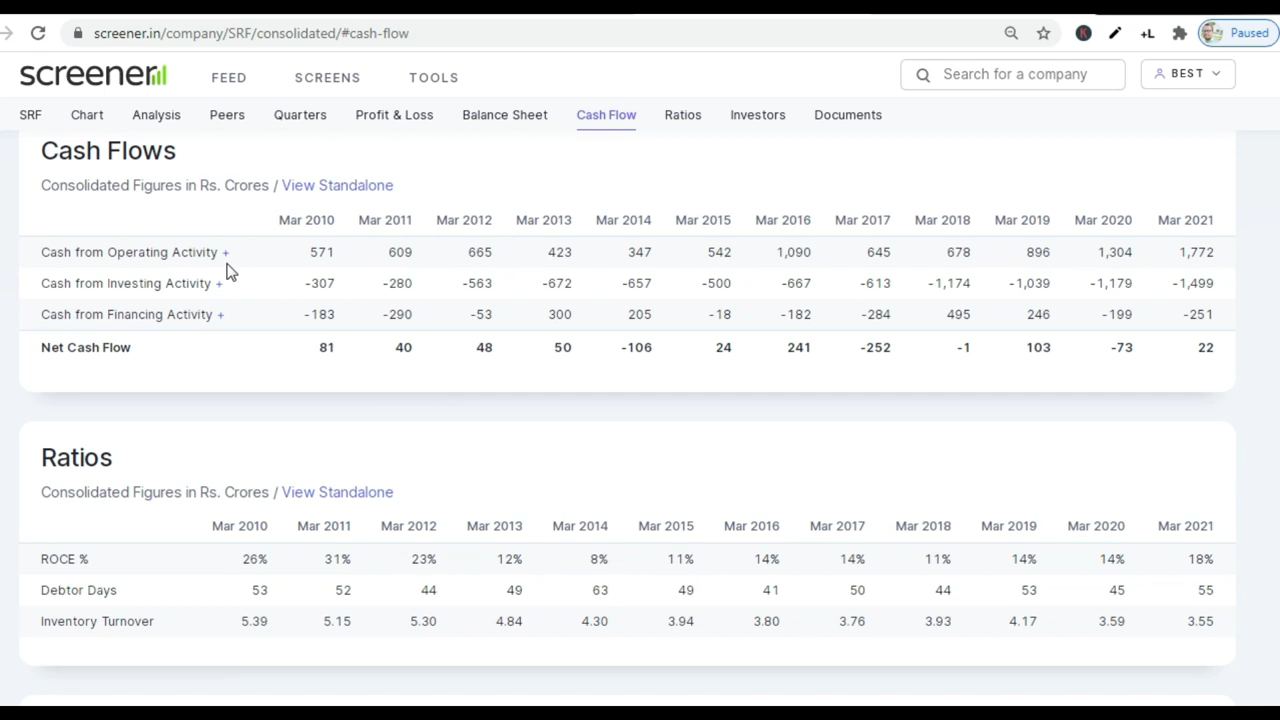 screener.in/company/SRF/consolidated/#cash-flow
K
+L
Paused
screener
FEED SCREENS TOOLS
Search for a company
BEST
SRF Chart Analysis Peers Quarters Profit & Loss Balance Sheet Cash Flow Ratios Investors Documents
Cash Flows
Consolidated Figures in Rs. Crores / View Standalone
Mar 2010 Mar 2011 Mar 2012 Mar 2013 Mar 2014 Mar 2015 Mar 2016 Mar 2017 Mar 2018 Mar 2019 Mar 2020 Mar 2021
Cash from Operating Activity + 571 609 665 423 347 542 1,090 645 678 896 1,304 1,772
Cash from Investing Activity + -307 -280 -563 -672 -657 -500 -667 -613 -1,174 -1,039 -1,179 -1,499
Cash from Financing Activity + -183 -290 -53 300 205 -18 -182 -284 495 246 -199 -251
Net Cash Flow 81 40 48 50 -106 24 241 -252 -1 103 -73 22
Ratios
Consolidated Figures in Rs. Crores / View Standalone
Mar 2010 Mar 2011 Mar 2012 Mar 2013 Mar 2014 Mar 2015 Mar 2016 Mar 2017 Mar 2018 Mar 2019 Mar 2020 Mar 2021
ROCE % 26% 31% 23% 12% 8% 11% 14% 14% 11% 14% 14% 18%
Debtor Days 53 52 44 49 63 49 41 50 44 53 45 55
Inventory Turnover 5.39 5.15 5.30 4.84 4.30 3.94 3.80 3.76 3.93 4.17 3.59 3.55